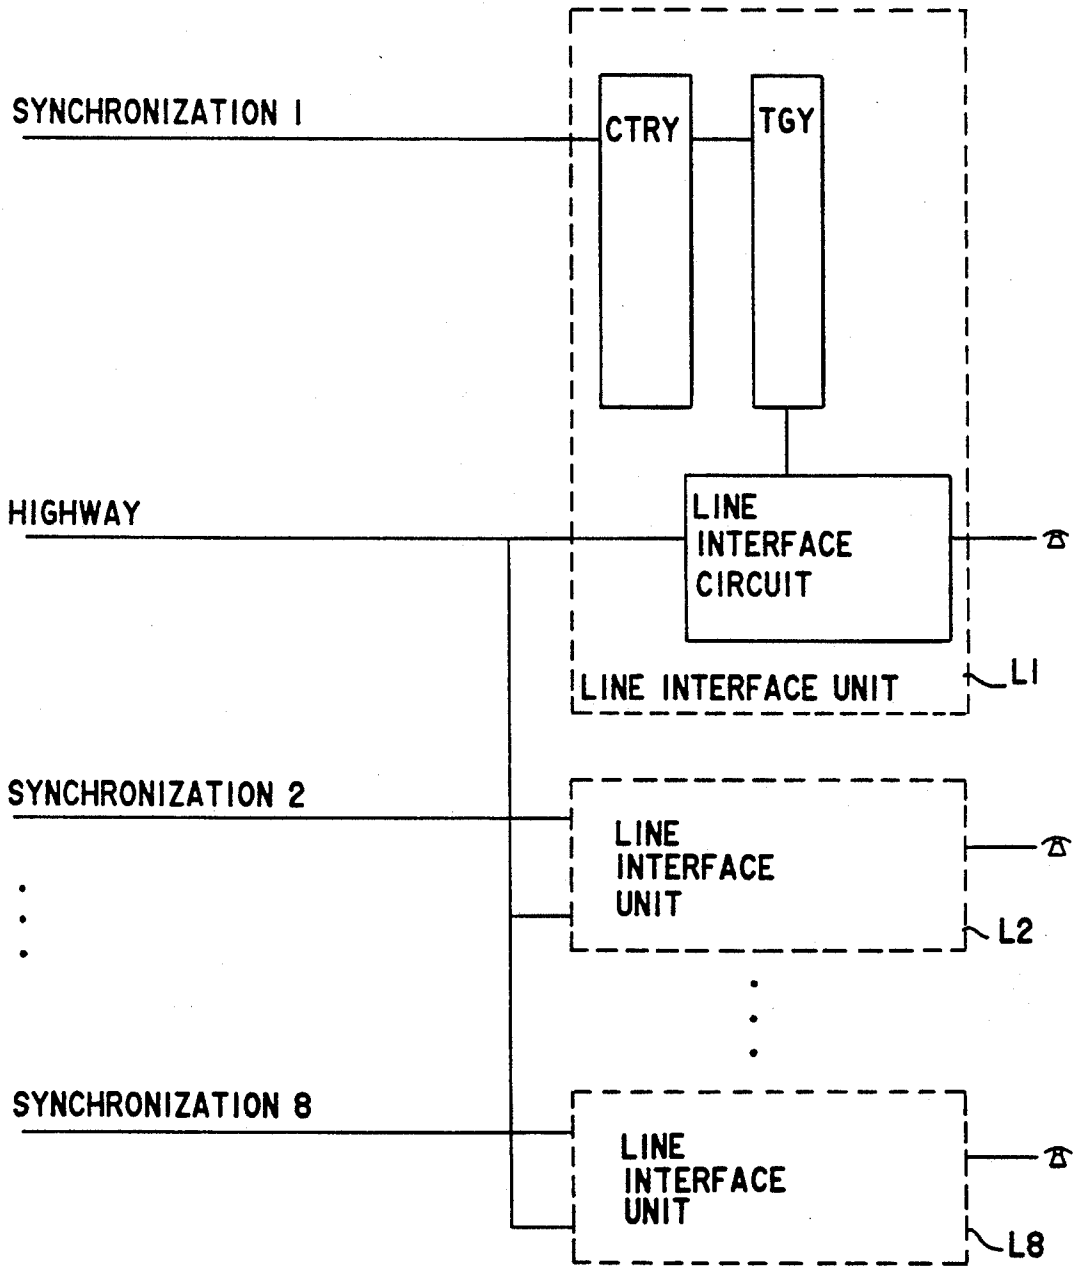 SYNCHRONIZATION 1
CTRY
TGY
HIGHWAY
LINE
INTERFACE
CIRCUIT
LINE INTERFACE UNIT
L1
SYNCHRONIZATION 2
LINE
INTERFACE
UNIT
L2
SYNCHRONIZATION 8
LINE
INTERFACE
UNIT
L8